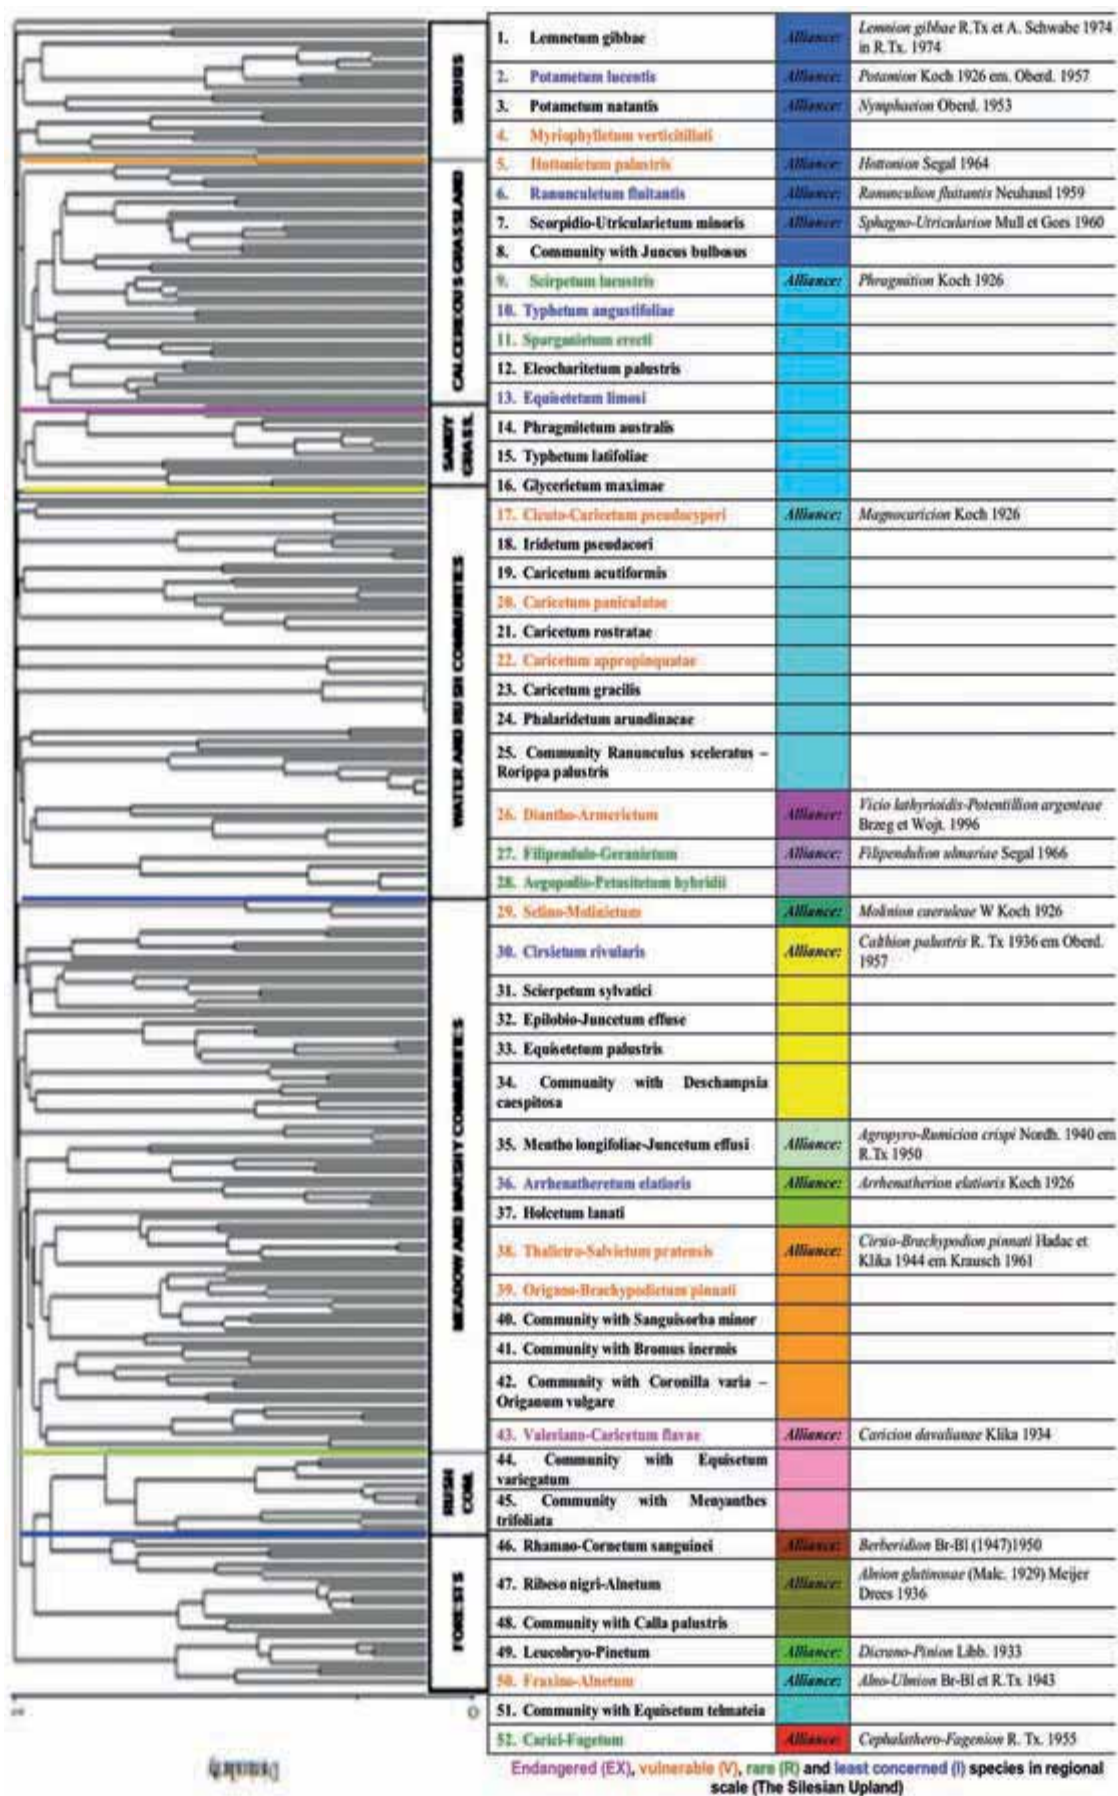 SHRUGS
CALCEREOUS GRASSLAND
SANDY
GRASS.
WATER AND RUSH COMMUNITIES
MEADOW AND MARSHY COMMUNITIES
RUSH
COM.
FORESTS
0
1. Lemnetum gibbae Alliance: Lemnion gibbae R.Tx et A. Schwabe 1974
in R.Tx. 1974
2. Potametum lucentis Alliance: Potamion Koch 1926 em. Oberd. 1957
3. Potametum natantis Alliance: Nymphaeion Oberd. 1953
4. Myriophylletum verticitillati
5. Hottonietum palustris Alliance: Hottonion Segal 1964
6. Ranunculetum fluitantis Alliance: Ranunculion fluitantis Neuhausl 1959
7. Scorpidio-Utricularietum minoris Alliance: Sphagno-Utricularion Mull et Gors 1960
8. Community with Juncus bulbosus
9. Scirpetum lacustris Alliance: Phragmition Koch 1926
10. Typhetum angustifoliae
11. Sparganietum erecti
12. Eleocharitetum palustris
13. Equisetetum limosi
14. Phragmitetum australis
15. Typhetum latifoliae
16. Glycerietum maximae
17. Cicuto-Caricetum pseudocyperi Alliance: Magnocaricion Koch 1926
18. Iridetum pseudacori
19. Caricetum acutiformis
20. Caricetum paniculatae
21. Caricetum rostratae
22. Caricetum appropinquatae
23. Caricetum gracilis
24. Phalaridetum arundinacae
25. Community Ranunculus sceleratus –
Rorippa palustris
26. Diantho-Armerietum Alliance: Vicio lathyrioidis-Potentillion argenteae
Brzeg et Wojt. 1996
27. Filipendulo-Geranietum Alliance: Filipendulion ulmariae Segal 1966
28. Aegopodio-Petasitetum hybridii
29. Selino-Molinietum Alliance: Molinion caeruleae W Koch 1926
30. Cirsietum rivularis Alliance: Calthion palustris R. Tx 1936 em Oberd.
1957
31. Scierpetum sylvatici
32. Epilobio-Juncetum effuse
33. Equisetetum palustris
34. Community with Deschampsia
caespitosa
35. Mentho longifoliae-Juncetum effusi Alliance: Agropyro-Rumicion crispi Nordh. 1940 em
R.Tx 1950
36. Arrhenatheretum elatioris Alliance: Arrhenatherion elatioris Koch 1926
37. Holcetum lanati
38. Thalietro-Salvietum pratensis Alliance: Cirsio-Brachypodion pinnati Hadac et
Klika 1944 em Krausch 1961
39. Origano-Brachypodietum pinnati
40. Community with Sanguisorba minor
41. Community with Bromus inermis
42. Community with Coronilla varia –
Origanum vulgare
43. Valeriano-Caricetum flavae Alliance: Caricion davalianae Klika 1934
44. Community with Equisetum
variegatum
45. Community with Menyanthes
trifoliata
46. Rhamno-Cornetum sanguinei Alliance: Berberidion Br-Bl (1947)1950
47. Ribeso nigri-Alnetum Alliance: Alnion glutinosae (Malc. 1929) Meijer
Drees 1936
48. Community with Calla palustris
49. Leucobryo-Pinetum Alliance: Dicrano-Pinion Libb. 1933
50. Fraxino-Alnetum Alliance: Alno-Ulmion Br-Bl et R.Tx 1943
51. Community with Equisetum telmateia
52. Carici-Fagetum Alliance: Cephalathero-Fagenion R. Tx. 1955
Endangered (EX), vulnerable (V), rare (R) and least concerned (I) species in regional
scale (The Silesian Upland)